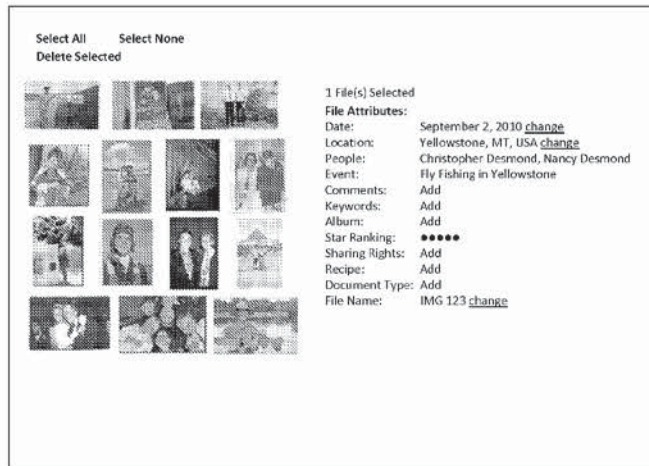 Select All Select None
Delete Selected
1 File(s) Selected
File Attributes:
Date: September 2, 2010 change
Location: Yellowstone, MT, USA change
People: Christopher Desmond, Nancy Desmond
Event: Fly Fishing in Yellowstone
Comments: Add
Keywords: Add
Album: Add
Star Ranking: ●●●●●
Sharing Rights: Add
Recipe: Add
Document Type: Add
File Name: IMG 123 change